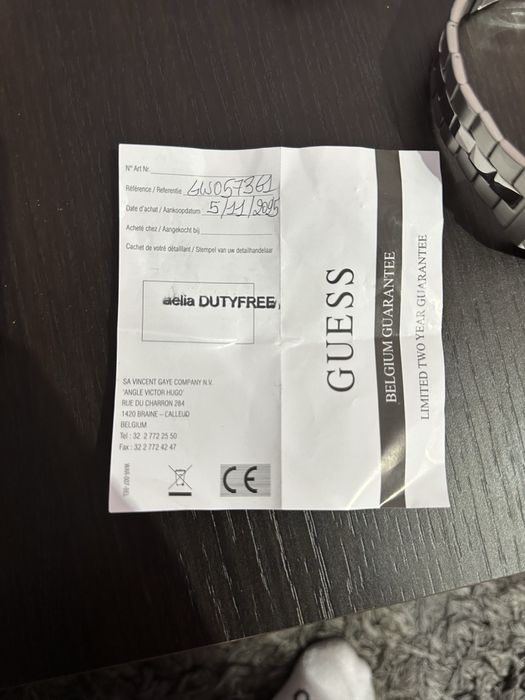 N° Art Nr.
Référence / Referentie GW0573G1
Date d'achat / Aankoopdatum 5/11/2025
Acheté chez / Aangekocht bij
Cachet de votre détaillant / Stempel van uw detailhandelaar
aelia DUTYFREE
SA VINCENT GAYE COMPANY N.V.
'ANGLE VICTOR HUGO'
RUE DU CHARRON 284
1420 BRAINE – L'ALLEUD
BELGIUM
Tel : 32 2 772 25 50
Fax : 32 2 772 42 47
CE
GUESS
BELGIUM GUARANTEE
LIMITED TWO YEAR GUARANTEE